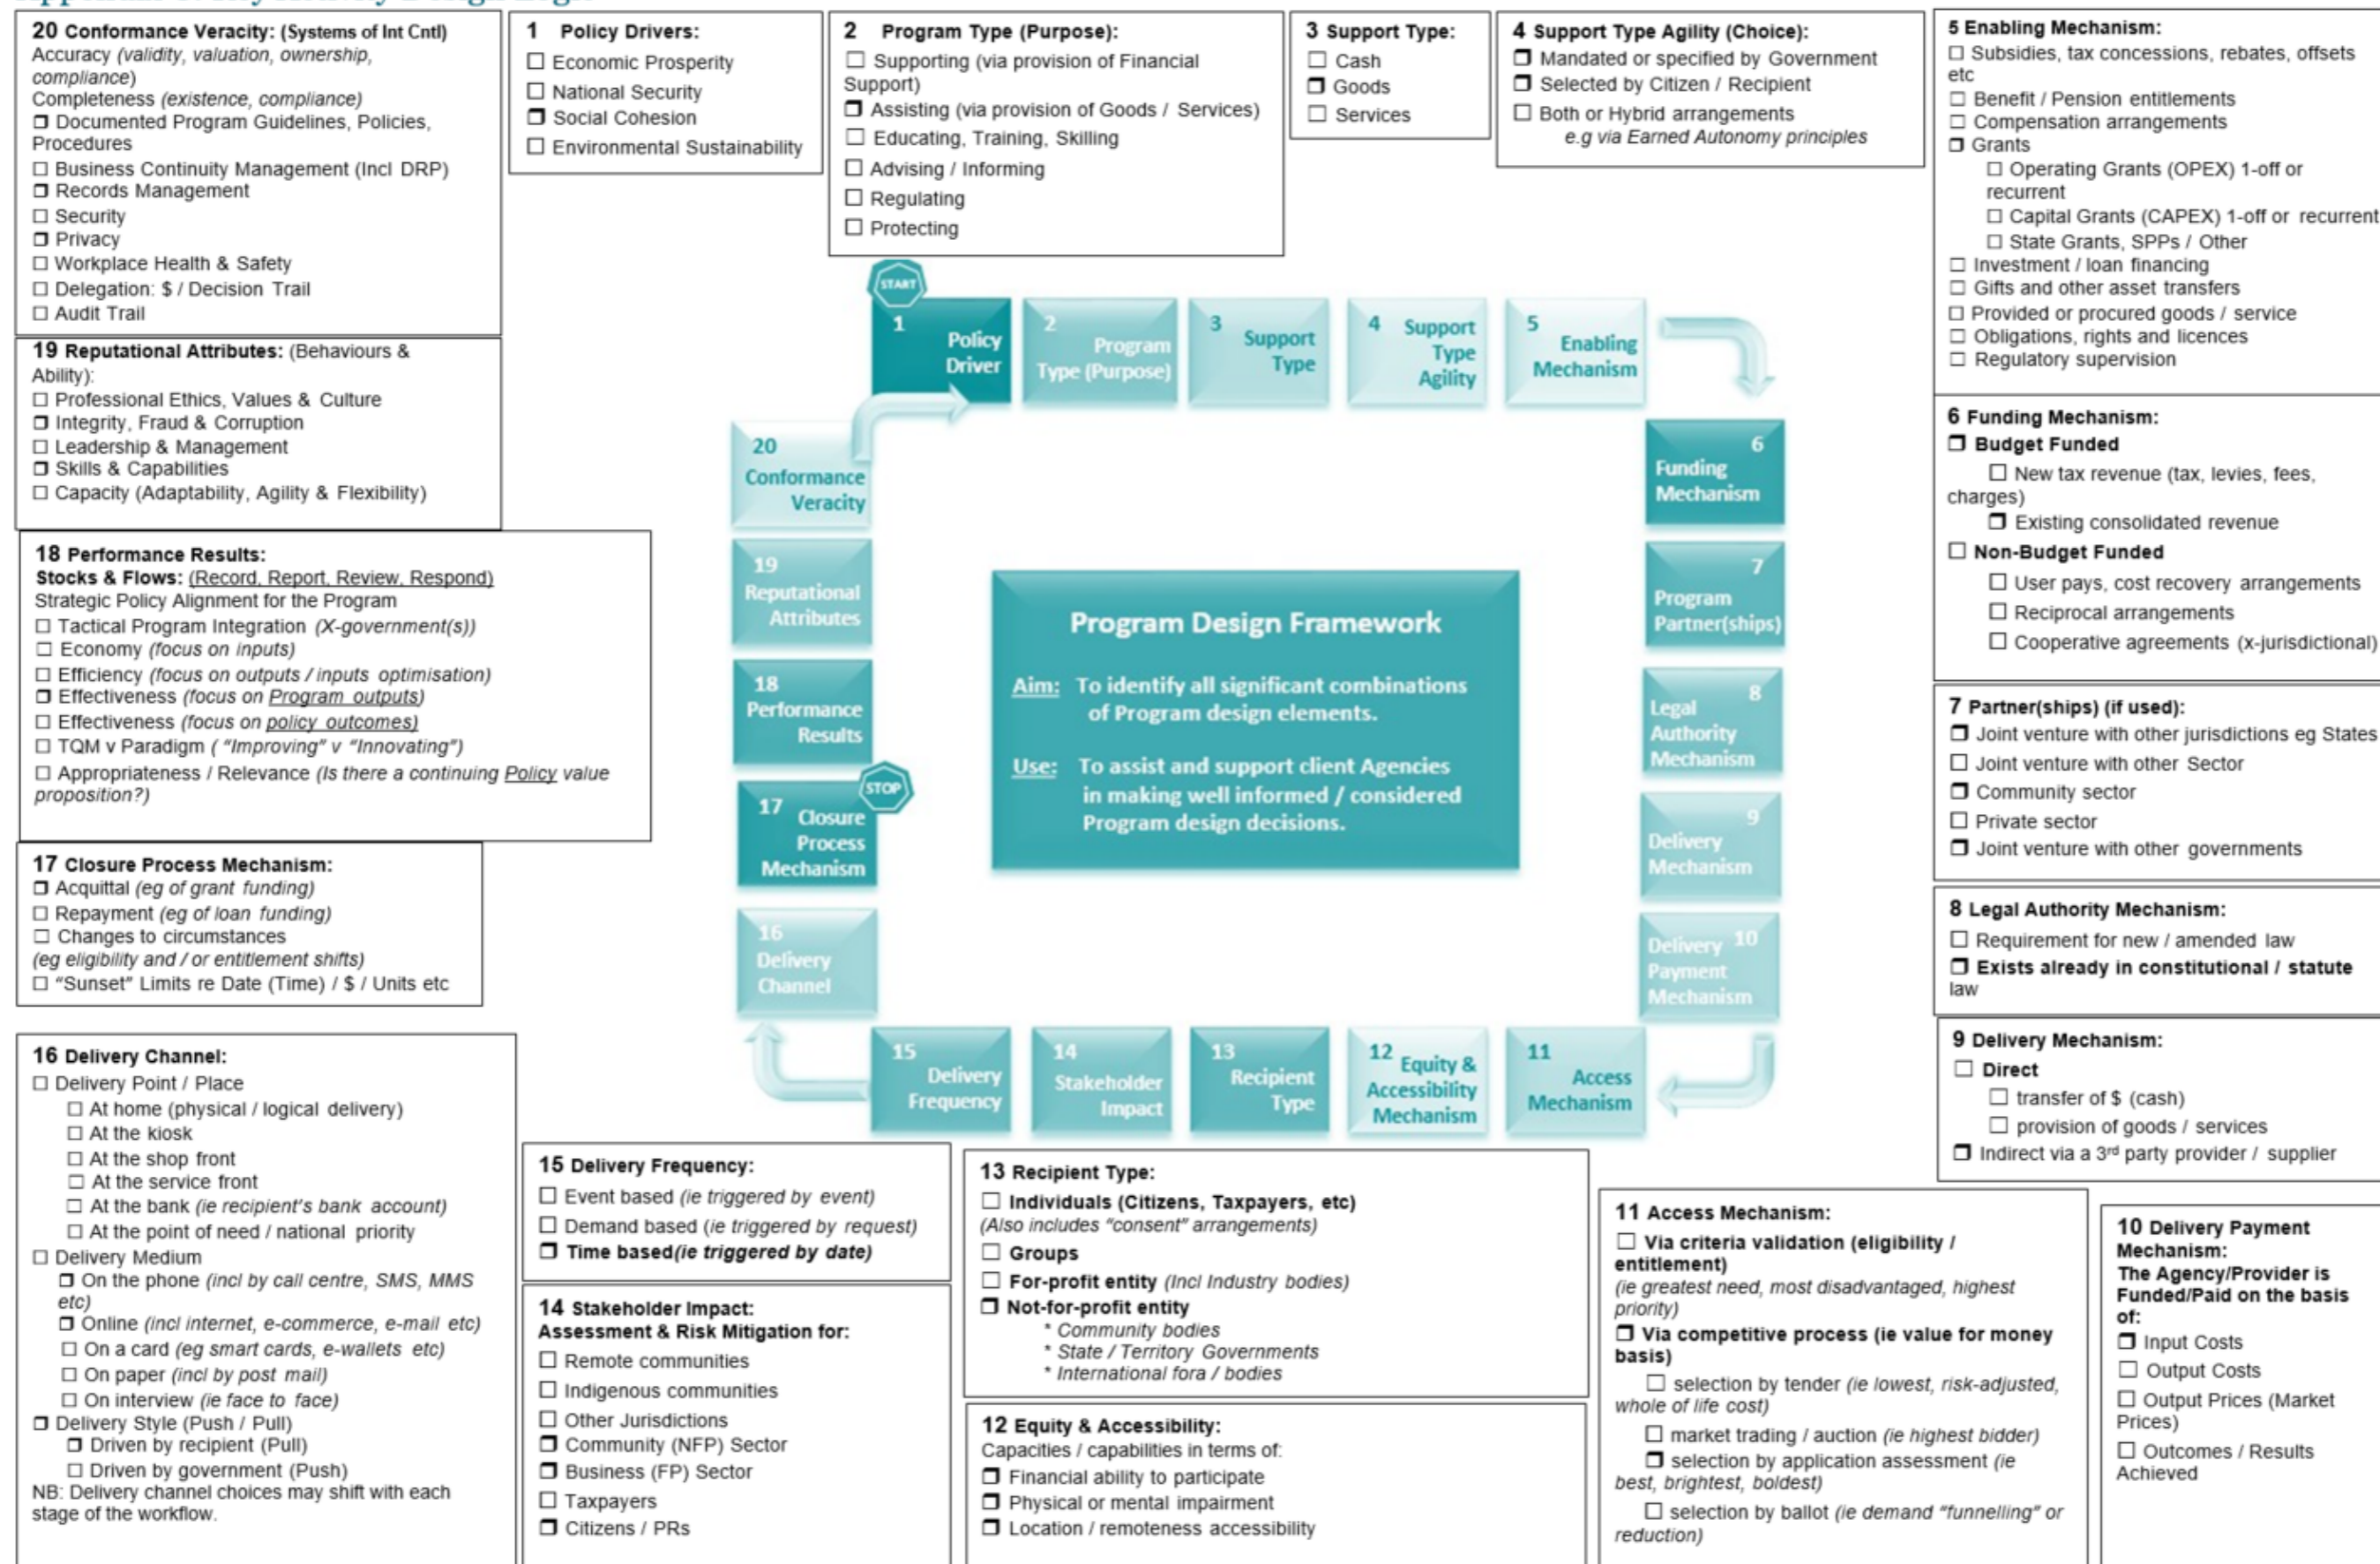 20 Conformance Veracity: (Systems of Int Cntl)
Accuracy (validity, valuation, ownership,
compliance)
Completeness (existence, compliance)
❒ Documented Program Guidelines, Policies,
Procedures
☐ Business Continuity Management (Incl DRP)
❒ Records Management
☐ Security
❒ Privacy
☐ Workplace Health & Safety
☐ Delegation: $ / Decision Trail
☐ Audit Trail
19 Reputational Attributes: (Behaviours &
Ability):
☐ Professional Ethics, Values & Culture
❒ Integrity, Fraud & Corruption
☐ Leadership & Management
❒ Skills & Capabilities
☐ Capacity (Adaptability, Agility & Flexibility)
18 Performance Results:
Stocks & Flows: (Record, Report, Review, Respond)
Strategic Policy Alignment for the Program
☐ Tactical Program Integration (X-government(s))
☐ Economy (focus on inputs)
☐ Efficiency (focus on outputs / inputs optimisation)
❒ Effectiveness (focus on Program outputs)
☐ Effectiveness (focus on policy outcomes)
☐ TQM v Paradigm ( “Improving” v “Innovating”)
☐ Appropriateness / Relevance (Is there a continuing Policy value
proposition?)
17 Closure Process Mechanism:
❒ Acquittal (eg of grant funding)
☐ Repayment (eg of loan funding)
☐ Changes to circumstances
(eg eligibility and / or entitlement shifts)
☐ “Sunset” Limits re Date (Time) / $ / Units etc
16 Delivery Channel:
☐ Delivery Point / Place
☐ At home (physical / logical delivery)
☐ At the kiosk
☐ At the shop front
☐ At the service front
☐ At the bank (ie recipient's bank account)
☐ At the point of need / national priority
☐ Delivery Medium
❒ On the phone (incl by call centre, SMS, MMS
etc)
❒ Online (incl internet, e-commerce, e-mail etc)
☐ On a card (eg smart cards, e-wallets etc)
☐ On paper (incl by post mail)
☐ On interview (ie face to face)
❒ Delivery Style (Push / Pull)
❒ Driven by recipient (Pull)
☐ Driven by government (Push)
NB: Delivery channel choices may shift with each
stage of the workflow.
1 Policy Drivers:
☐ Economic Prosperity
☐ National Security
❒ Social Cohesion
☐ Environmental Sustainability
2 Program Type (Purpose):
☐ Supporting (via provision of Financial
Support)
❒ Assisting (via provision of Goods / Services)
☐ Educating, Training, Skilling
☐ Advising / Informing
☐ Regulating
☐ Protecting
3 Support Type:
☐ Cash
❒ Goods
☐ Services
4 Support Type Agility (Choice):
❒ Mandated or specified by Government
❒ Selected by Citizen / Recipient
☐ Both or Hybrid arrangements
e.g via Earned Autonomy principles
5 Enabling Mechanism:
☐ Subsidies, tax concessions, rebates, offsets
etc
☐ Benefit / Pension entitlements
☐ Compensation arrangements
❒ Grants
☐ Operating Grants (OPEX) 1-off or
recurrent
☐ Capital Grants (CAPEX) 1-off or recurrent
☐ State Grants, SPPs / Other
☐ Investment / loan financing
☐ Gifts and other asset transfers
☐ Provided or procured goods / service
☐ Obligations, rights and licences
☐ Regulatory supervision
6 Funding Mechanism:
❒ Budget Funded
☐ New tax revenue (tax, levies, fees,
charges)
❒ Existing consolidated revenue
☐ Non-Budget Funded
☐ User pays, cost recovery arrangements
☐ Reciprocal arrangements
☐ Cooperative agreements (x-jurisdictional)
7 Partner(ships) (if used):
❒ Joint venture with other jurisdictions eg States
☐ Joint venture with other Sector
❒ Community sector
☐ Private sector
❒ Joint venture with other governments
8 Legal Authority Mechanism:
☐ Requirement for new / amended law
❒ Exists already in constitutional / statute
law
9 Delivery Mechanism:
☐ Direct
☐ transfer of $ (cash)
☐ provision of goods / services
❒ Indirect via a 3rd party provider / supplier
10 Delivery Payment
Mechanism:
The Agency/Provider is
Funded/Paid on the basis
of:
❒ Input Costs
☐ Output Costs
☐ Output Prices (Market
Prices)
☐ Outcomes / Results
Achieved
11 Access Mechanism:
☐ Via criteria validation (eligibility /
entitlement)
(ie greatest need, most disadvantaged, highest
priority)
❒ Via competitive process (ie value for money
basis)
☐ selection by tender (ie lowest, risk-adjusted,
whole of life cost)
☐ market trading / auction (ie highest bidder)
❒ selection by application assessment (ie
best, brightest, boldest)
☐ selection by ballot (ie demand “funnelling” or
reduction)
13 Recipient Type:
☐ Individuals (Citizens, Taxpayers, etc)
(Also includes “consent” arrangements)
☐ Groups
☐ For-profit entity (Incl Industry bodies)
❒ Not-for-profit entity
* Community bodies
* State / Territory Governments
* International fora / bodies
12 Equity & Accessibility:
Capacities / capabilities in terms of:
❒ Financial ability to participate
❒ Physical or mental impairment
❒ Location / remoteness accessibility
15 Delivery Frequency:
☐ Event based (ie triggered by event)
☐ Demand based (ie triggered by request)
❒ Time based(ie triggered by date)
14 Stakeholder Impact:
Assessment & Risk Mitigation for:
☐ Remote communities
☐ Indigenous communities
☐ Other Jurisdictions
❒ Community (NFP) Sector
❒ Business (FP) Sector
☐ Taxpayers
❒ Citizens / PRs
START
1
Policy
Driver
2
Program
Type (Purpose)
3
Support
Type
4 Support
Type
Agility
5
Enabling
Mechanism
6
Funding
Mechanism
7
Program
Partner(ships)
8
Legal
Authority
Mechanism
9
Delivery
Mechanism
Delivery 10
Payment
Mechanism
11
Access
Mechanism
12 Equity &
Accessibility
Mechanism
13
Recipient
Type
14
Stakeholder
Impact
15
Delivery
Frequency
16
Delivery
Channel
STOP
17
Closure
Process
Mechanism
18
Performance
Results
19
Reputational
Attributes
20
Conformance
Veracity
Program Design Framework
Aim: To identify all significant combinations
of Program design elements.
Use: To assist and support client Agencies
in making well informed / considered
Program design decisions.